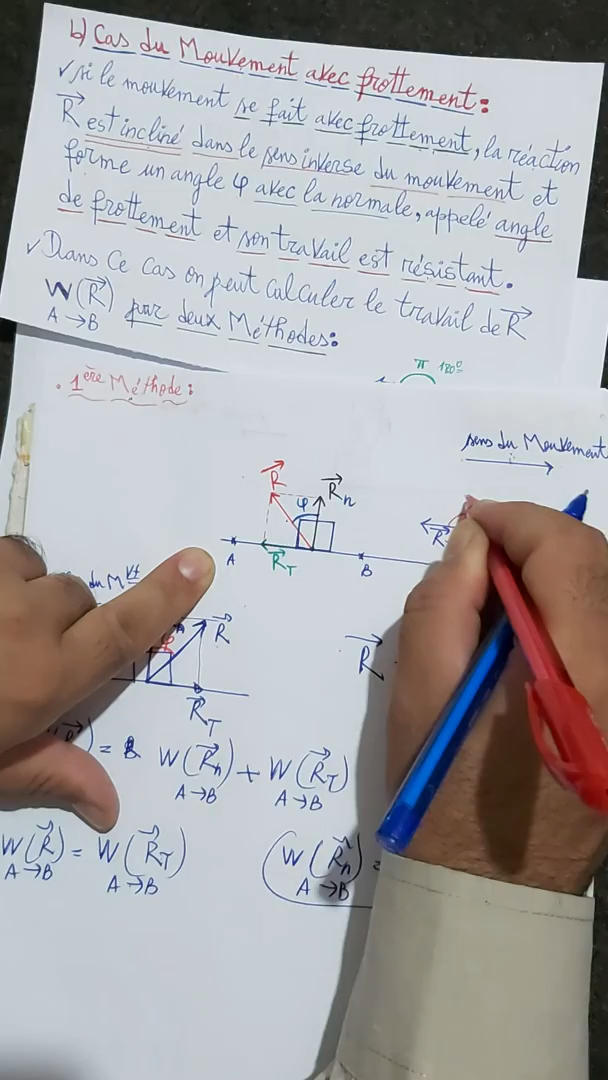 b) Cas du Mouvement avec frottement:
✓ si le mouvement se fait avec frottement, la réaction
R⃗ est incliné dans le sens inverse du mouvement et
forme un angle φ avec la normale, appelé angle
de frottement et son travail est résistant.
✓ Dans ce cas on peut calculer le travail de R⃗
W(R⃗) par deux Méthodes:
A→B
π 180°
. 1ère Méthode:
sens du Mouvement
R⃗ R⃗n
φ
A R⃗T B
du Mvt
R⃗
R⃗
R⃗T
= W(R⃗n) + W(R⃗T)
A→B A→B
W(R⃗) = W(R⃗T)
A→B A→B
W(R⃗n) =
A→B